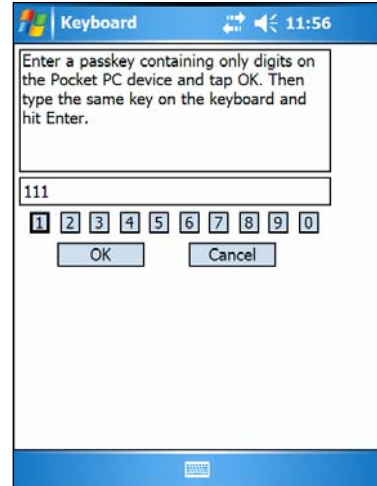 Keyboard 11:56
Enter a passkey containing only digits on
the Pocket PC device and tap OK. Then
type the same key on the keyboard and
hit Enter.
111
1 2 3 4 5 6 7 8 9 0
OK Cancel